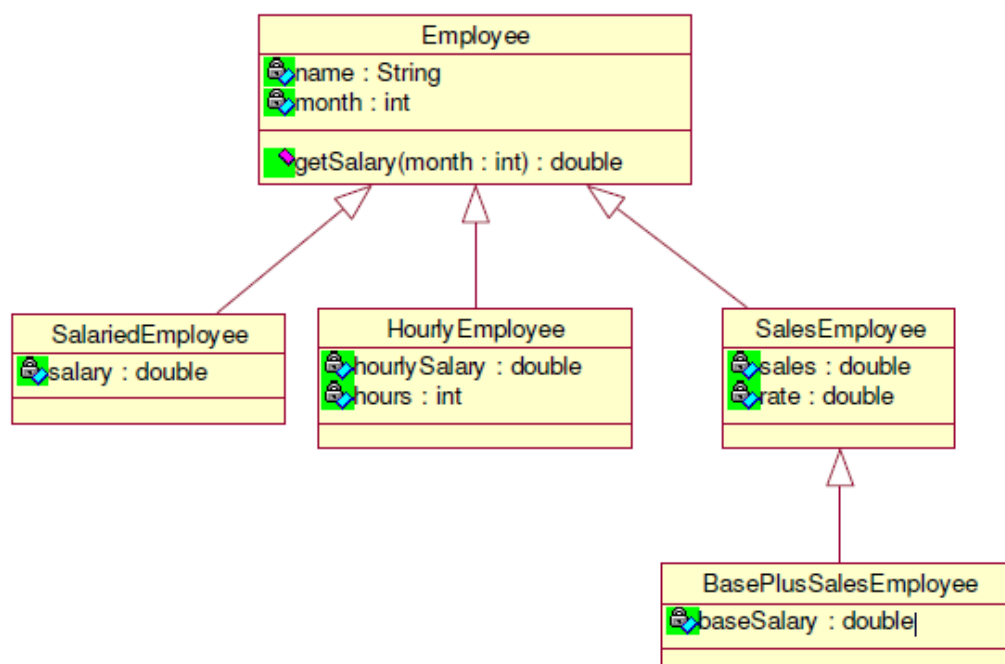 Employee
name : String
month : int
getSalary(month : int) : double
SalariedEmployee
salary : double
HourlyEmployee
hourlySalary : double
hours : int
SalesEmployee
sales : double
rate : double
BasePlusSalesEmployee
baseSalary : double